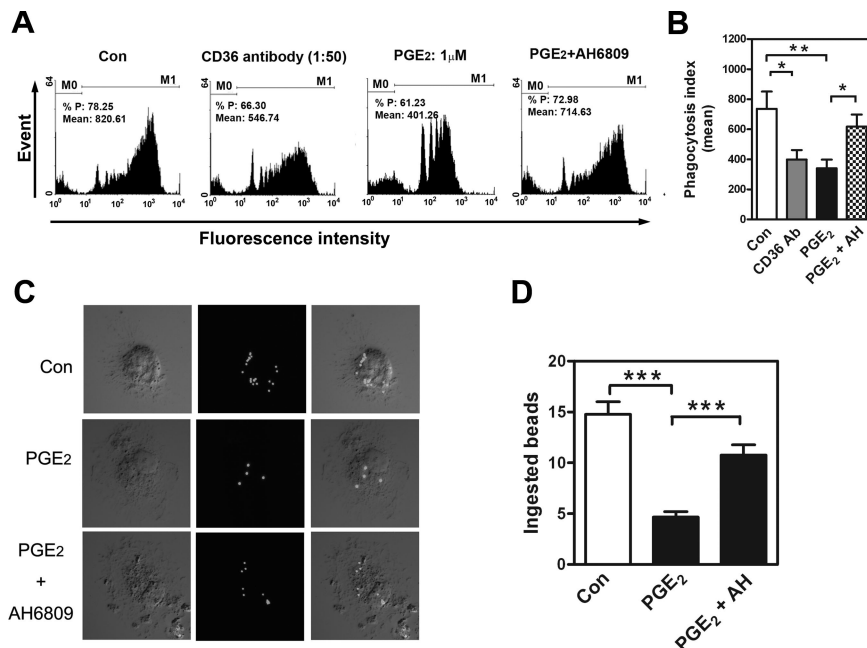 A
Con
CD36 antibody (1:50)
PGE2: 1µM
PGE2+AH6809
64
M0 M1
% P: 78.25
Mean: 820.61
64
M0 M1
% P: 66.30
Mean: 546.74
64
M0 M1
% P: 61.23
Mean: 401.26
64
M0 M1
% P: 72.98
Mean: 714.63
Event
0
10⁰ 10¹ 10² 10³ 10⁴
0
10⁰ 10¹ 10² 10³ 10⁴
0
10⁰ 10¹ 10² 10³ 10⁴
0
10⁰ 10¹ 10² 10³ 10⁴
Fluorescence intensity
B
Phagocytosis index
(mean)
1200
1000
800
600
400
200
0
**
*
*
Con
CD36 Ab
PGE₂
PGE₂ + AH
C
Con
PGE2
PGE2
+
AH6809
D
Ingested beads
20
15
10
5
0
***
***
Con
PGE₂
PGE₂ + AH